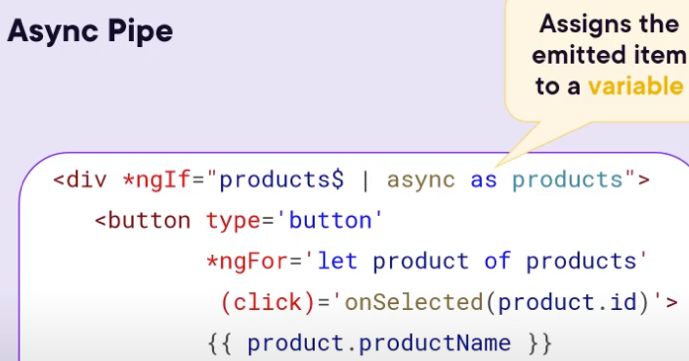 Async Pipe
Assigns the
emitted item
to a variable
<div *ngIf="products$ | async as products">
<button type='button'
*ngFor='let product of products'
(click)='onSelected(product.id)'>
{{ product.productName }}